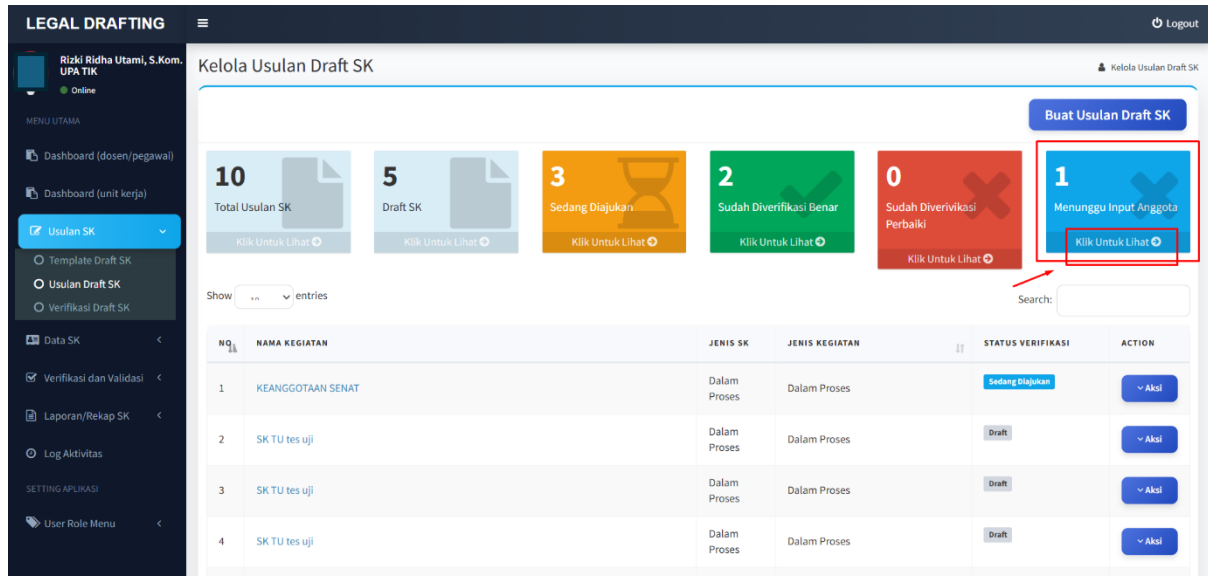 LEGAL DRAFTING
Logout
Rizki Ridha Utami, S.Kom.
UPA TIK
Online
Kelola Usulan Draft SK
Kelola Usulan Draft SK
MENU UTAMA
Dashboard (dosen/pegawai)
Dashboard (unit kerja)
Usulan SK
Template Draft SK
Usulan Draft SK
Verifikasi Draft SK
Data SK
Verifikasi dan Validasi
Laporan/Rekap SK
Log Aktivitas
SETTING APLIKASI
User Role Menu
Buat Usulan Draft SK
10
Total Usulan SK
Klik Untuk Lihat
5
Draft SK
Klik Untuk Lihat
3
Sedang Diajukan
Klik Untuk Lihat
2
Sudah Diverifikasi Benar
Klik Untuk Lihat
0
Sudah Diverivikasi
Perbaiki
Klik Untuk Lihat
1
Menunggu Input Anggota
Klik Untuk Lihat
Show entries
Search:
NO NAMA KEGIATAN JENIS SK JENIS KEGIATAN STATUS VERIFIKASI ACTION
1 KEANGGOTAAN SENAT Dalam Proses Dalam Proses Sedang Diajukan Aksi
2 SK TU tes uji Dalam Proses Dalam Proses Draft Aksi
3 SK TU tes uji Dalam Proses Dalam Proses Draft Aksi
4 SK TU tes uji Dalam Proses Dalam Proses Draft Aksi